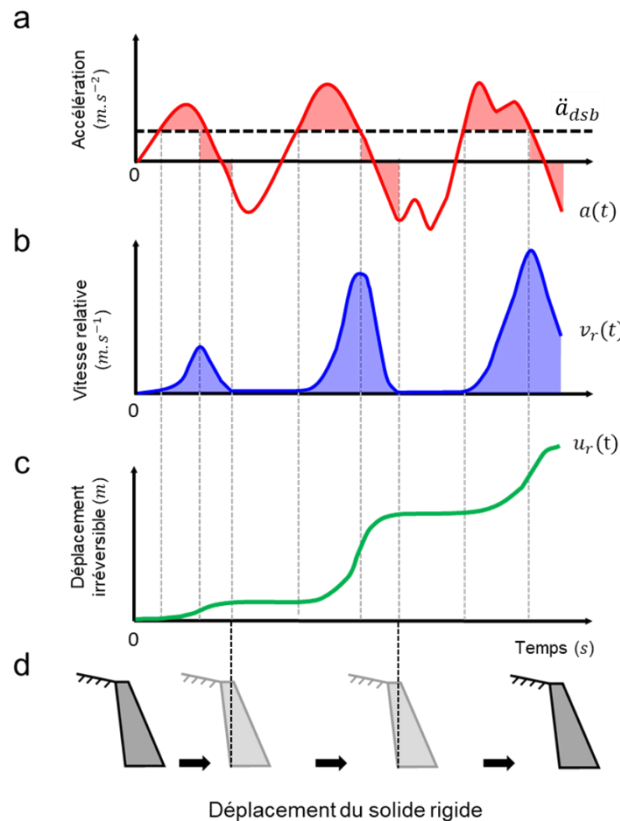 a
Accélération
(m.s⁻²)
ä_dsb
0
a(t)
b
Vitesse relative
(m.s⁻¹)
v_r(t)
0
c
u_r(t)
Déplacement
irréversible (m)
0
Temps (s)
d
Déplacement du solide rigide